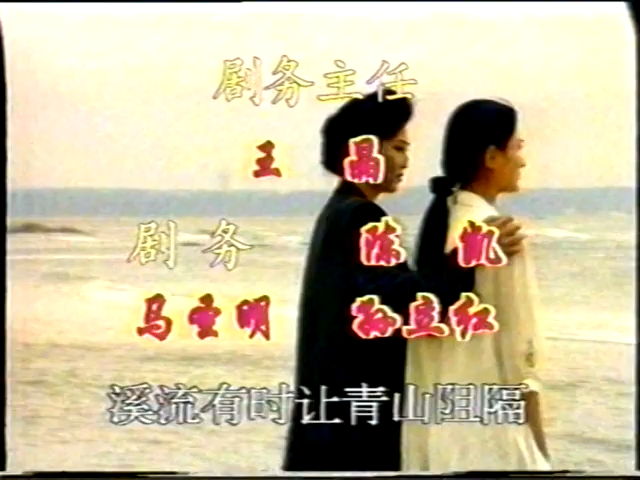 剧务主任
王晶
剧务 陈凯
马雪明 孙立红
溪流有时让青山阻隔